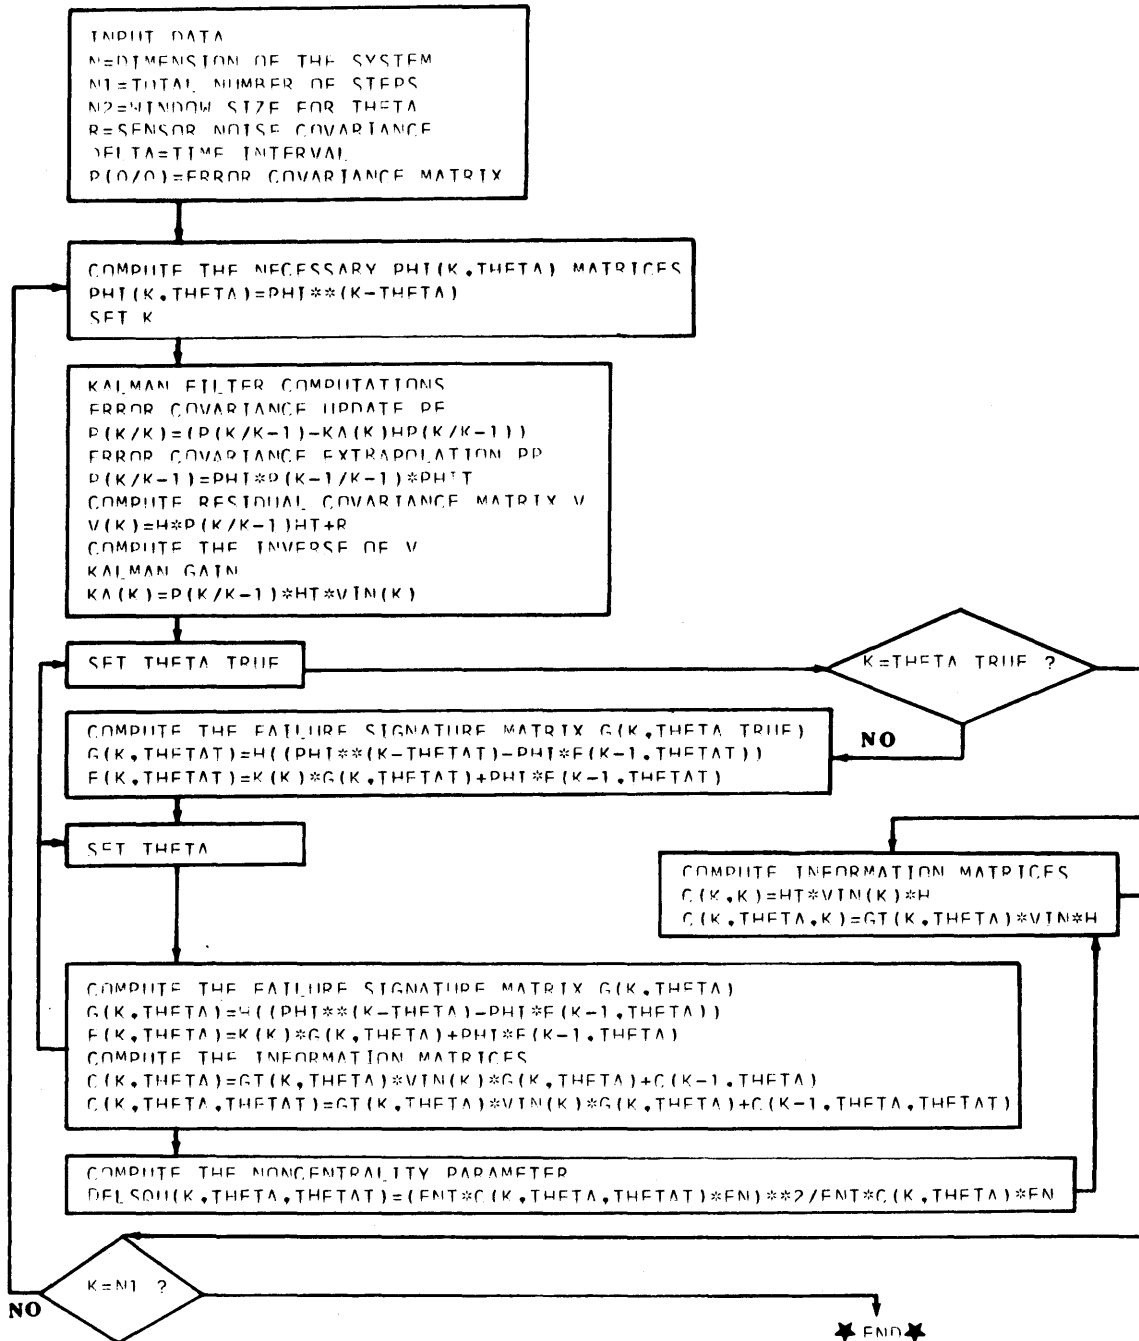 INPUT DATA
N=DIMENSION OF THE SYSTEM
N1=TOTAL NUMBER OF STEPS
N2=WINDOW SIZE FOR THETA
R=SENSOR NOISE COVARIANCE
DELTA=TIME INTERVAL
P(0/0)=ERROR COVARIANCE MATRIX
COMPUTE THE NECESSARY PHI(K,THETA) MATRICES
PHI(K,THETA)=PHI**(K-THETA)
SET K
KALMAN FILTER COMPUTATIONS
ERROR COVARIANCE UPDATE PF
P(K/K)=(P(K/K-1)-KA(K)HP(K/K-1))
ERROR COVARIANCE EXTRAPOLATION PP
P(K/K-1)=PHI*P(K-1/K-1)*PHIT
COMPUTE RESIDUAL COVARIANCE MATRIX V
V(K)=H*P(K/K-1)HT+R
COMPUTE THE INVERSE OF V
KALMAN GAIN
KA(K)=P(K/K-1)*HT*VIN(K)
SET THETA TRUE
K=THETA TRUE ?
COMPUTE THE FAILURE SIGNATURE MATRIX G(K,THETA TRUE)
G(K,THETAT)=H((PHI**(K-THETAT)-PHI*F(K-1,THETAT))
F(K,THETAT)=K(K)*G(K,THETAT)+PHI*F(K-1,THETAT)
NO
SET THETA
COMPUTE INFORMATION MATRICES
C(K,K)=HT*VIN(K)*H
C(K,THETA,K)=GT(K,THETA)*VIN*H
COMPUTE THE FAILURE SIGNATURE MATRIX G(K,THETA)
G(K,THETA)=H((PHI**(K-THETA)-PHI*F(K-1,THETA))
F(K,THETA)=K(K)*G(K,THETA)+PHI*F(K-1,THETA)
COMPUTE THE INFORMATION MATRICES
C(K,THETA)=GT(K,THETA)*VIN(K)*G(K,THETA)+C(K-1,THETA)
C(K,THETA,THETAT)=GT(K,THETA)*VIN(K)*G(K,THETA)+C(K-1,THETA,THETAT)
COMPUTE THE NONCENTRALITY PARAMETER
DELSQU(K,THETA,THETAT)=(FNT*C(K,THETA,THETAT)*FN)**2/FNT*C(K,THETA)*FN
K=N1 ?
NO
★ END ★